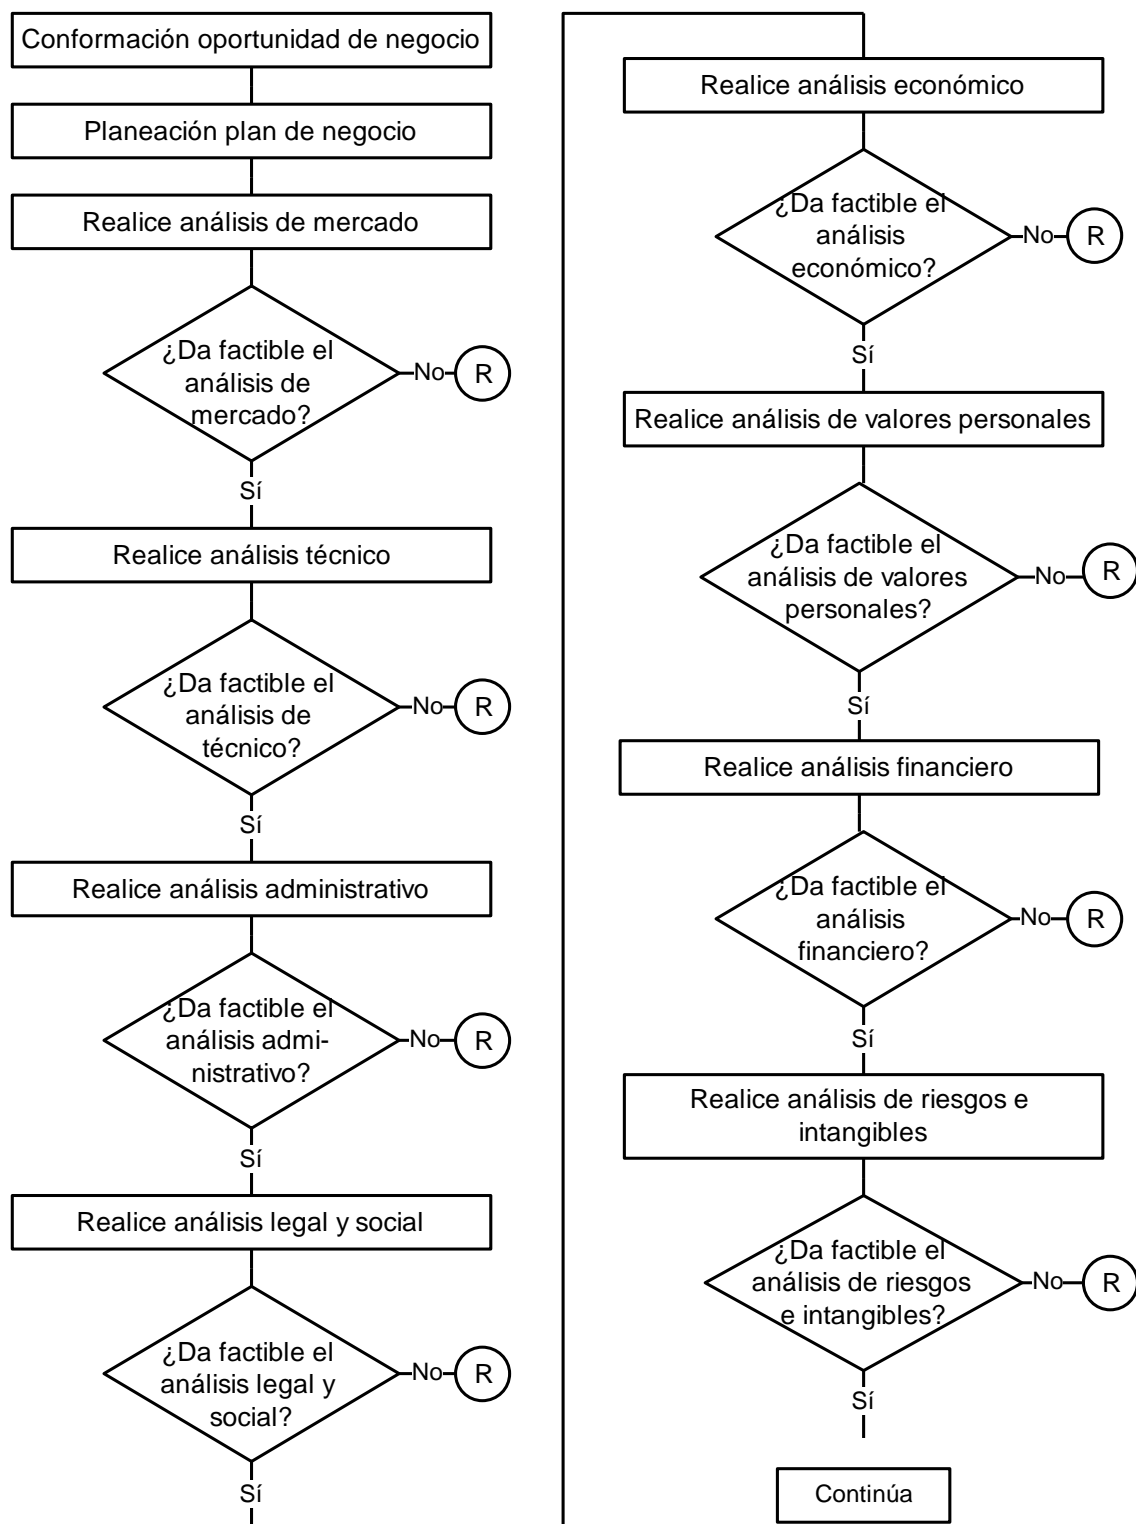 Conformación oportunidad de negocio
Planeación plan de negocio
Realice análisis de mercado
¿Da factible el
análisis de
mercado?
No
R
Sí
Realice análisis técnico
¿Da factible el
análisis de
técnico?
No
R
Sí
Realice análisis administrativo
¿Da factible el
análisis admi-
nistrativo?
No
R
Sí
Realice análisis legal y social
¿Da factible el
análisis legal y
social?
No
R
Sí
Realice análisis económico
¿Da factible el
análisis
económico?
No
R
Sí
Realice análisis de valores personales
¿Da factible el
análisis de valores
personales?
No
R
Sí
Realice análisis financiero
¿Da factible el
análisis
financiero?
No
R
Sí
Realice análisis de riesgos e
intangibles
¿Da factible el
análisis de riesgos
e intangibles?
No
R
Sí
Continúa